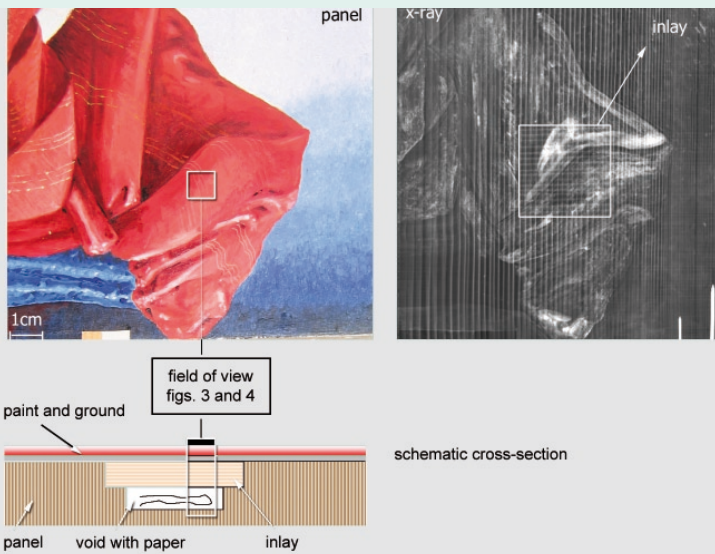 panel
x-ray
inlay
1cm
field of view
figs. 3 and 4
paint and ground
schematic cross-section
panel
void with paper
inlay